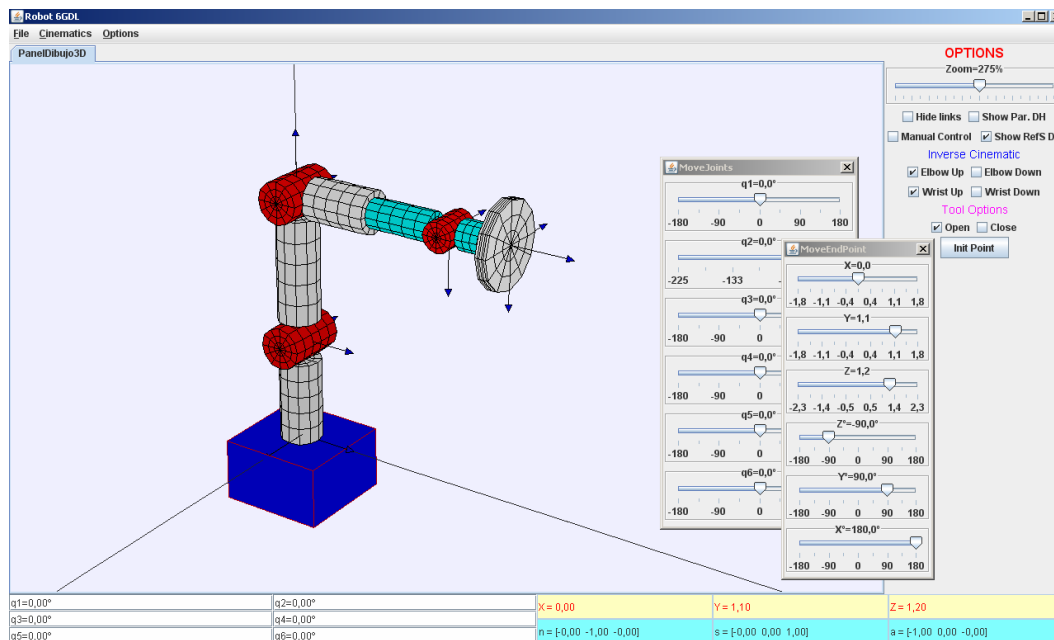 Robot 6GDL
File Cinematics Options
PanelDibujo3D
OPTIONS
Zoom=275%
Hide links Show Par. DH
Manual Control Show RefS D
Inverse Cinematic
Elbow Up Elbow Down
Wrist Up Wrist Down
Tool Options
Open Close
Init Point
MoveJoints
q1=0,0°
-180 -90 0 90 180
q2=0,0°
-225 -133
q3=0,0°
-180 -90 0
q4=0,0°
-180 -90 0
q5=0,0°
-180 -90 0
q6=0,0°
-180 -90 0
MoveEndPoint
X=0,0
-1,8 -1,1 -0,4 0,4 1,1 1,8
Y=1,1
-1,8 -1,1 -0,4 0,4 1,1 1,8
Z=1,2
-2,3 -1,4 -0,5 0,5 1,4 2,3
Z°=-90,0°
-180 -90 0 90 180
Y°=90,0°
-180 -90 0 90 180
X°=180,0°
-180 -90 0 90 180
q1=0,00° q2=0,00° X = 0,00 Y = 1,10 Z = 1,20
q3=0,00° q4=0,00°
q5=0,00° q6=0,00° n = [-0,00 -1,00 -0,00] s = [-0,00 0,00 1,00] a = [-1,00 0,00 -0,00]